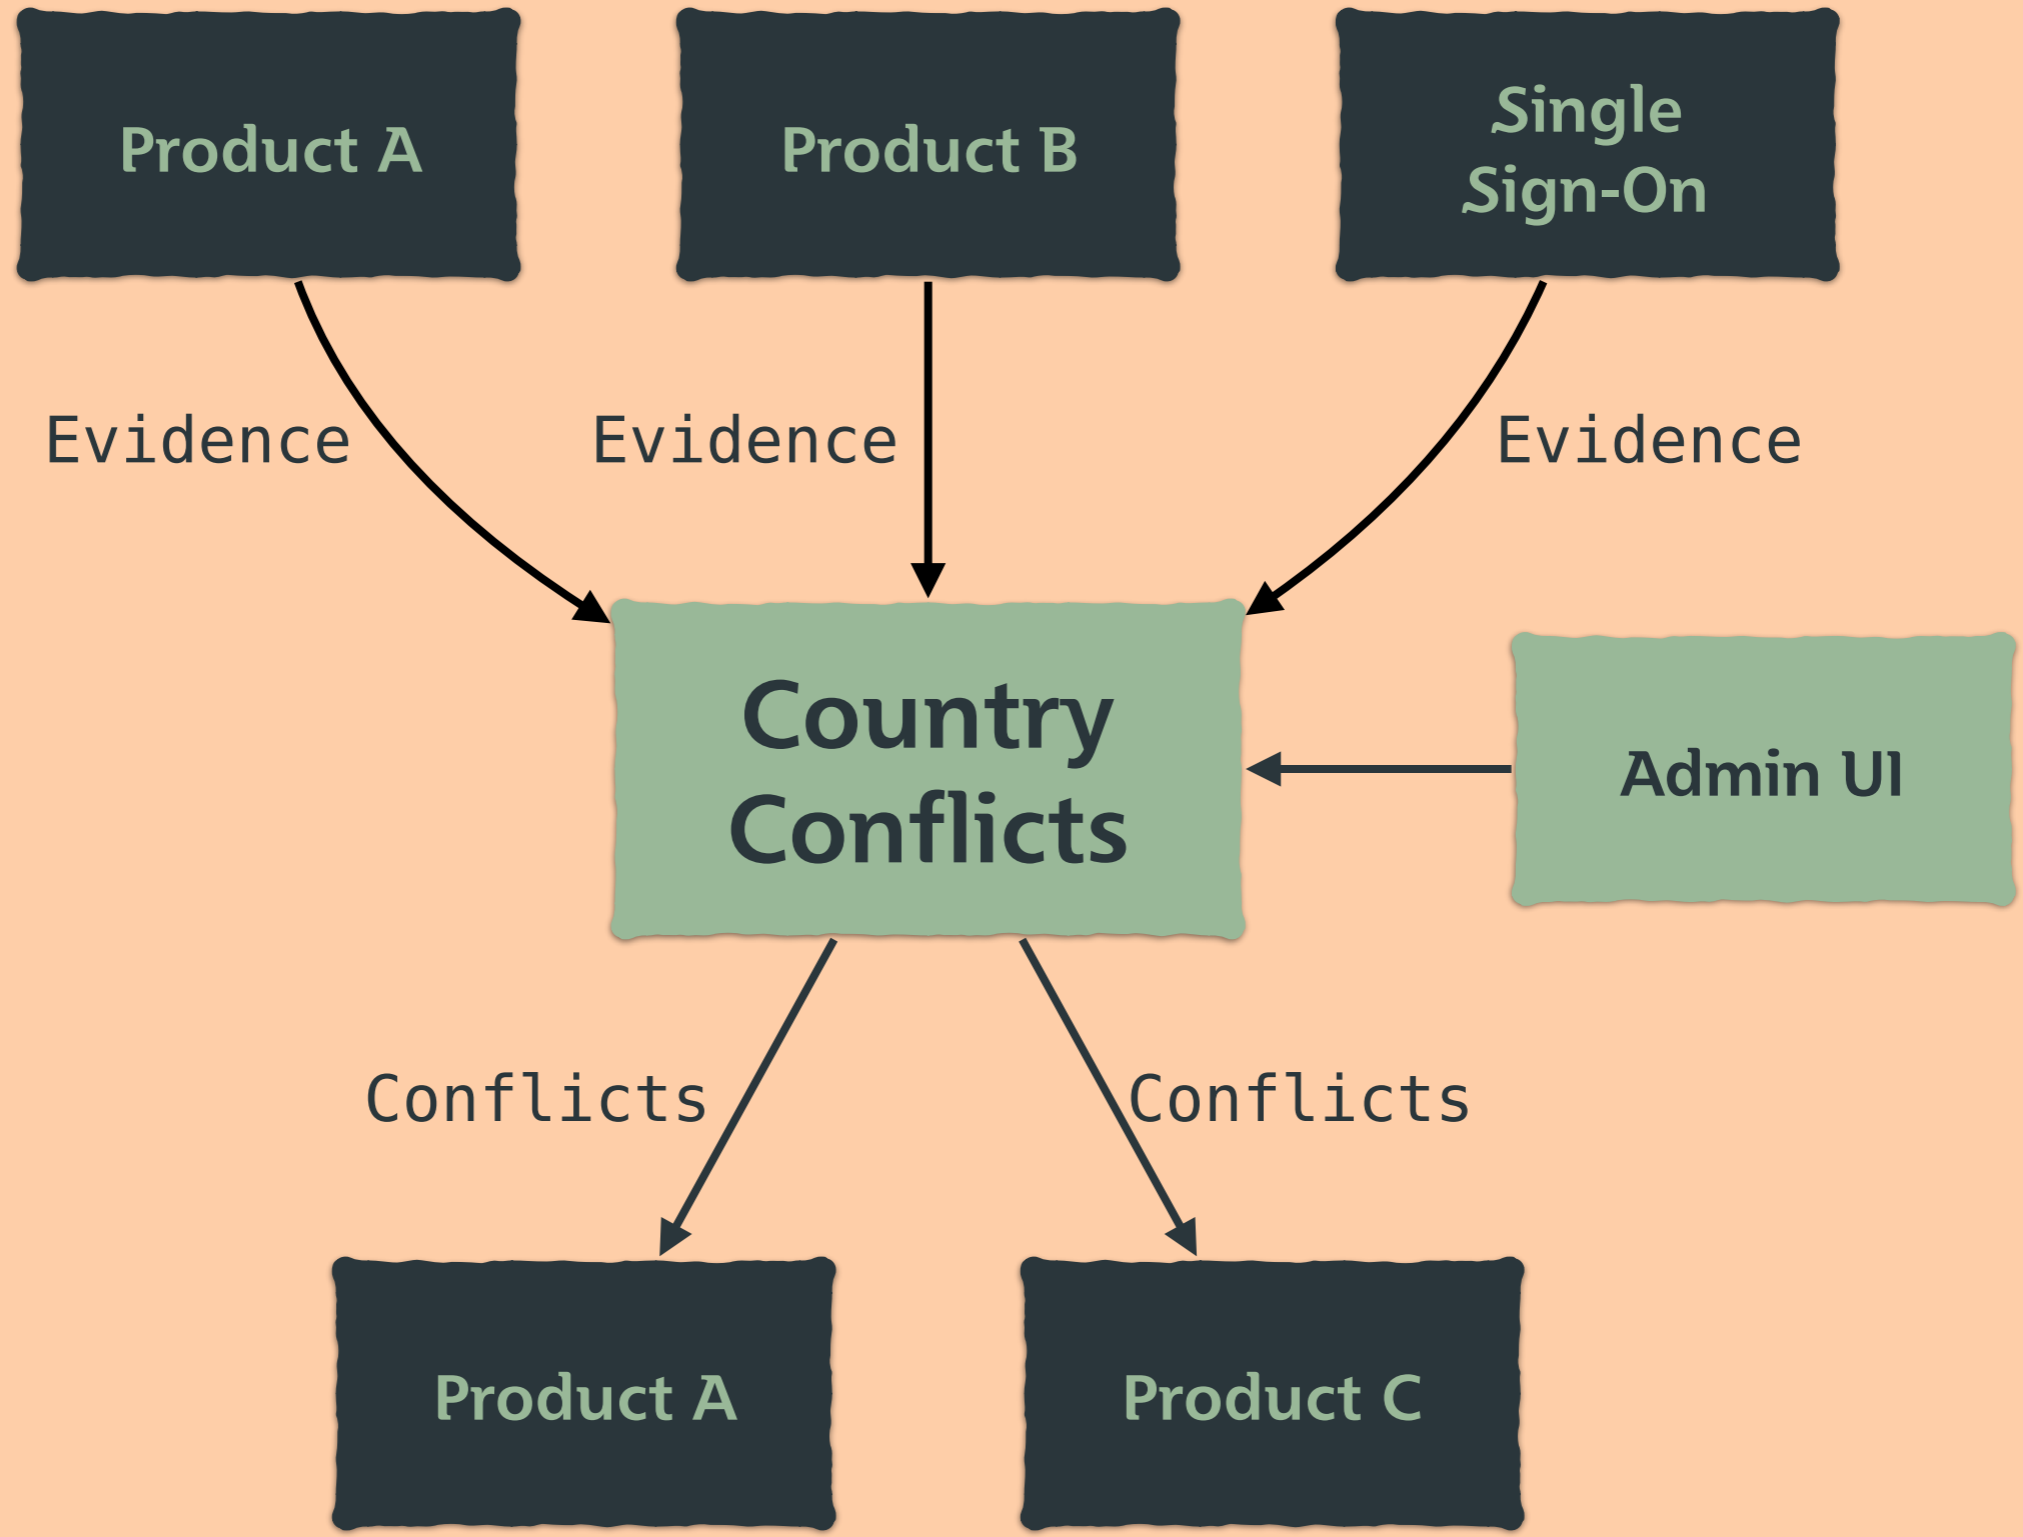 Product A
Product B
Single
Sign-On
Evidence
Evidence
Evidence
Country
Conflicts
Admin UI
Conflicts
Conflicts
Product A
Product C